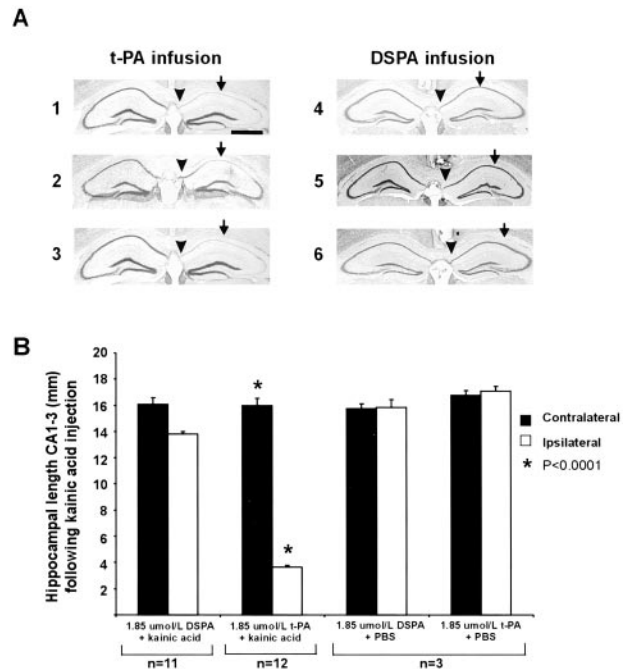 A
t-PA infusion
DSPA infusion
1
2
3
4
5
6
B
Hippocampal length CA1-3 (mm)
following kainic acid injection
20
18
16
14
12
10
8
6
4
2
*
*
Contralateral
Ipsilateral
* P<0.0001
1.85 umol/L DSPA
+ kainic acid
1.85 umol/L t-PA
+ kainic acid
1.85 umol/L DSPA
+ PBS
1.85 umol/L t-PA
+ PBS
n=11
n=12
n=3